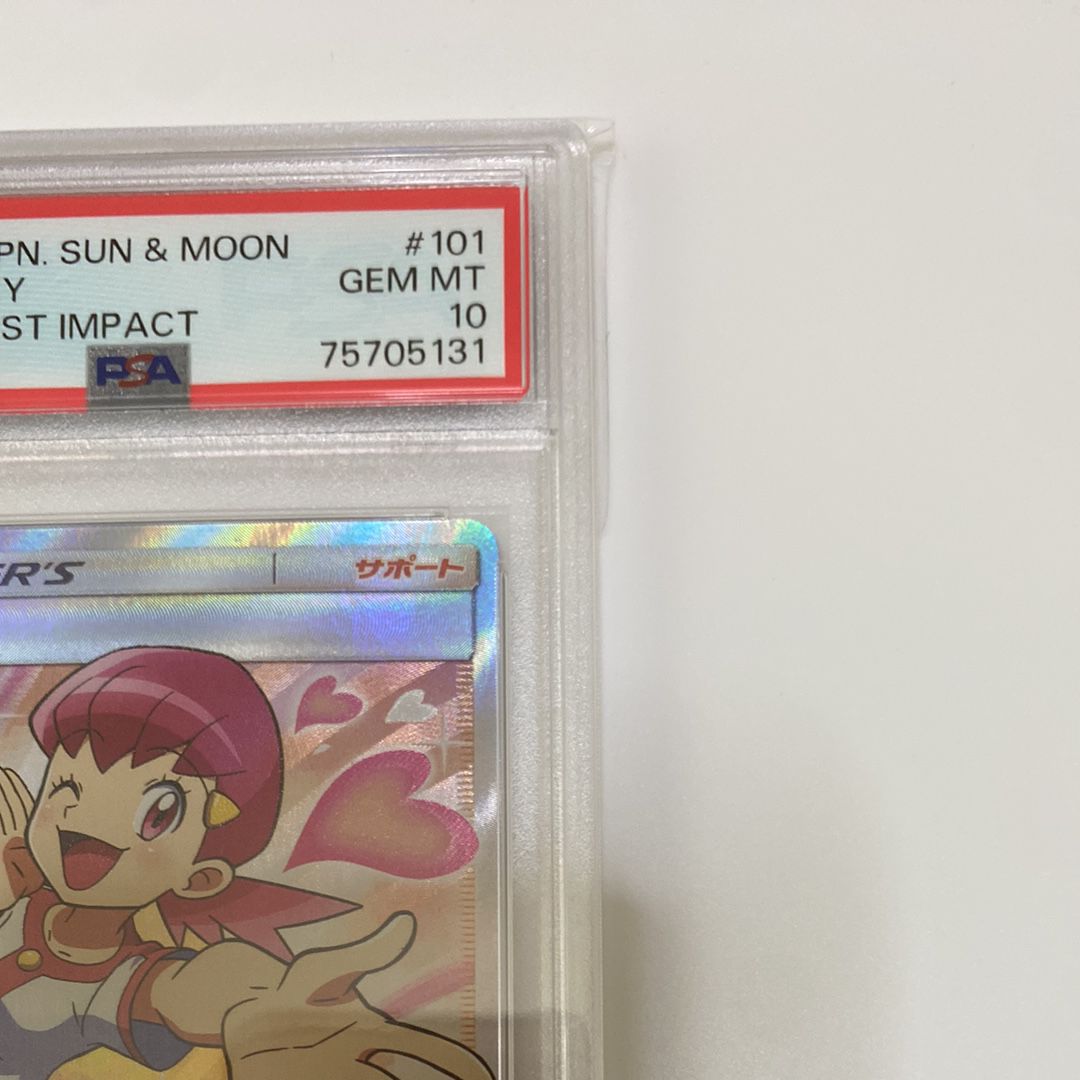 PN. SUN & MOON #101
Y GEM MT
ST IMPACT 10
PSA 75705131
ER'S サポート